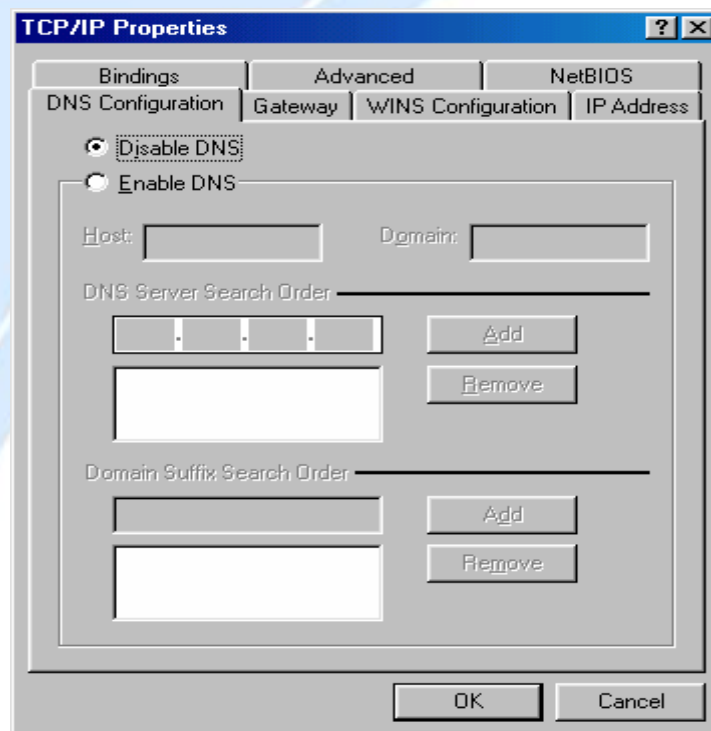 TCP/IP Properties
Bindings Advanced NetBIOS
DNS Configuration Gateway WINS Configuration IP Address
Disable DNS
Enable DNS
Host: Domain:
DNS Server Search Order
Add
Remove
Domain Suffix Search Order
Add
Remove
OK Cancel